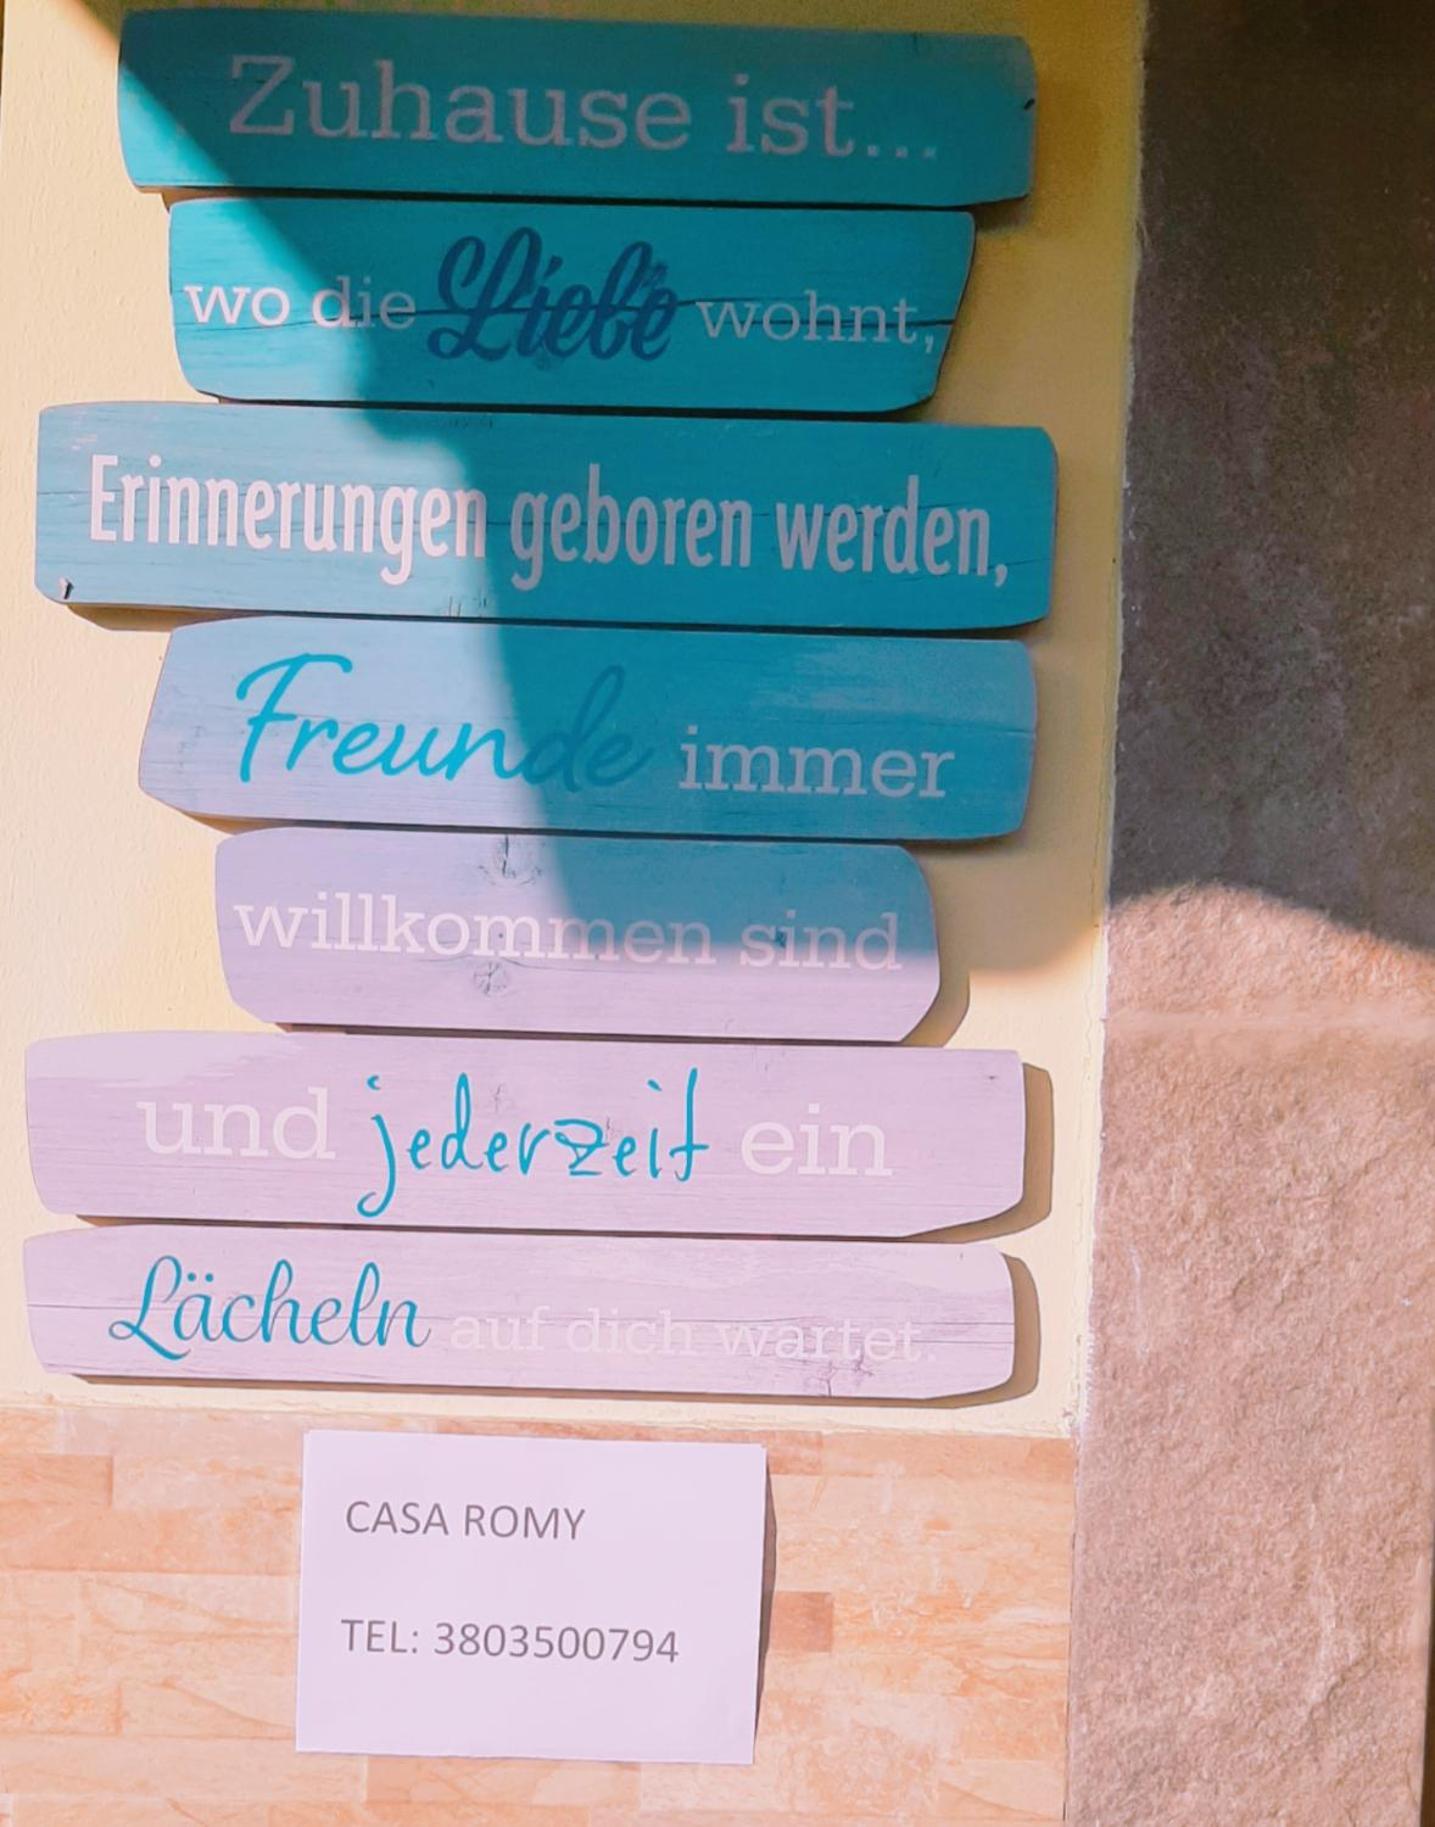 Zuhause ist...
wo die Liebe wohnt,
Erinnerungen geboren werden,
Freunde immer
willkommen sind
und jederzeit ein
Lächeln auf dich wartet.
CASA ROMY
TEL: 3803500794